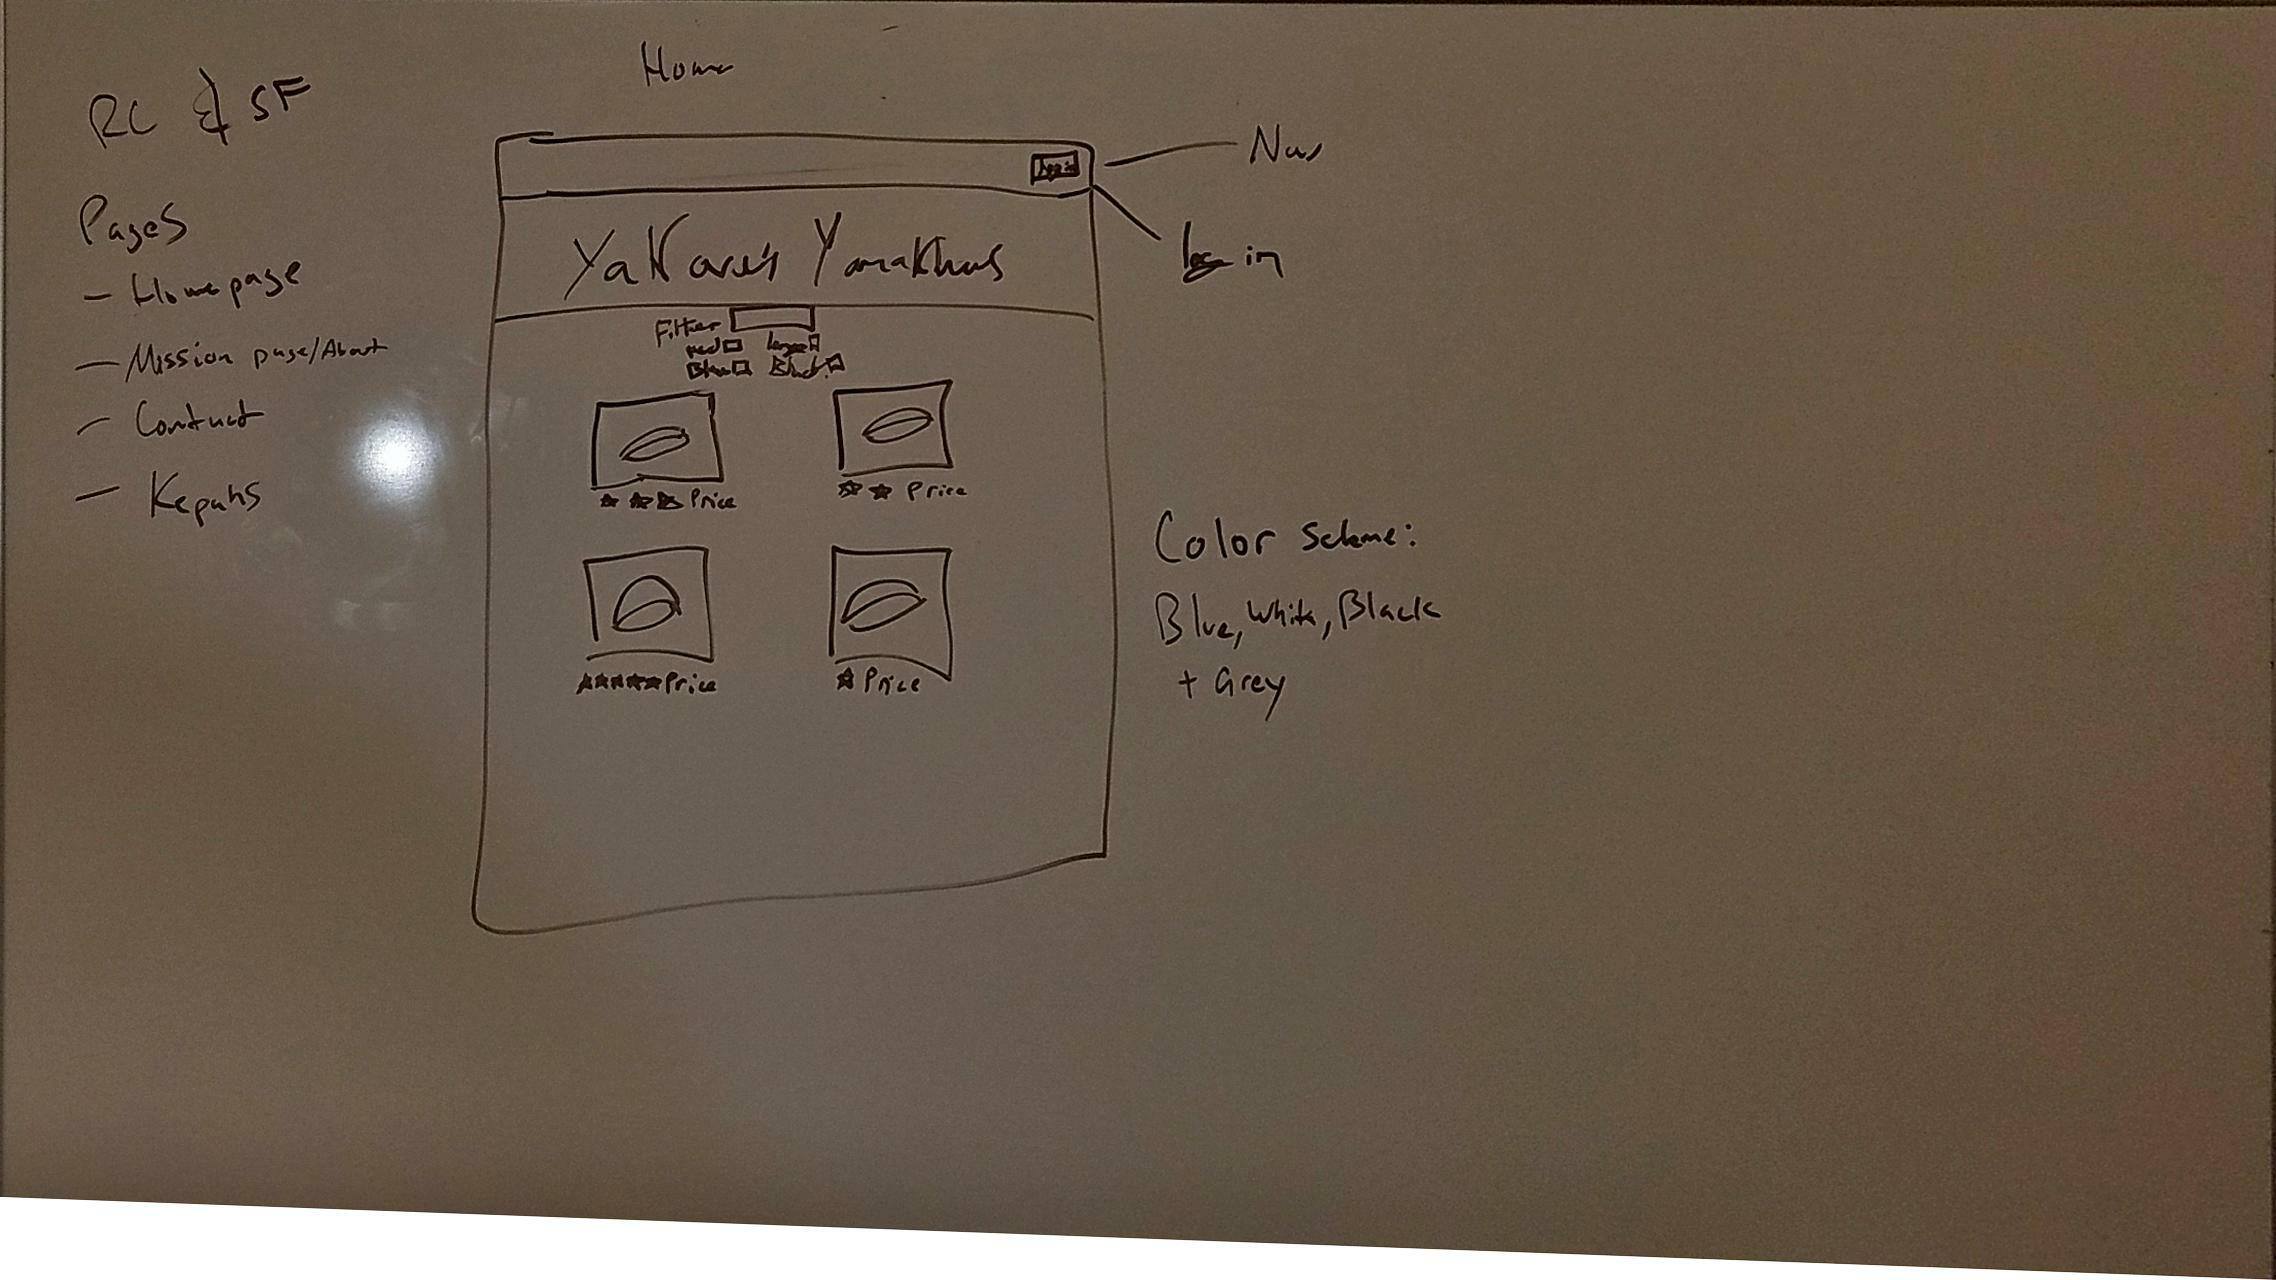 RC & SF
Pages
- Homepage
- Mission page/About
- Contact
- Kepahs
Home
Login
Nav
Log in
YaNave's Yamakhas
Filter
red
large
Blue
Black
Price
Price
Price
Price
Color Scheme:
Blue, White, Black
+ Grey